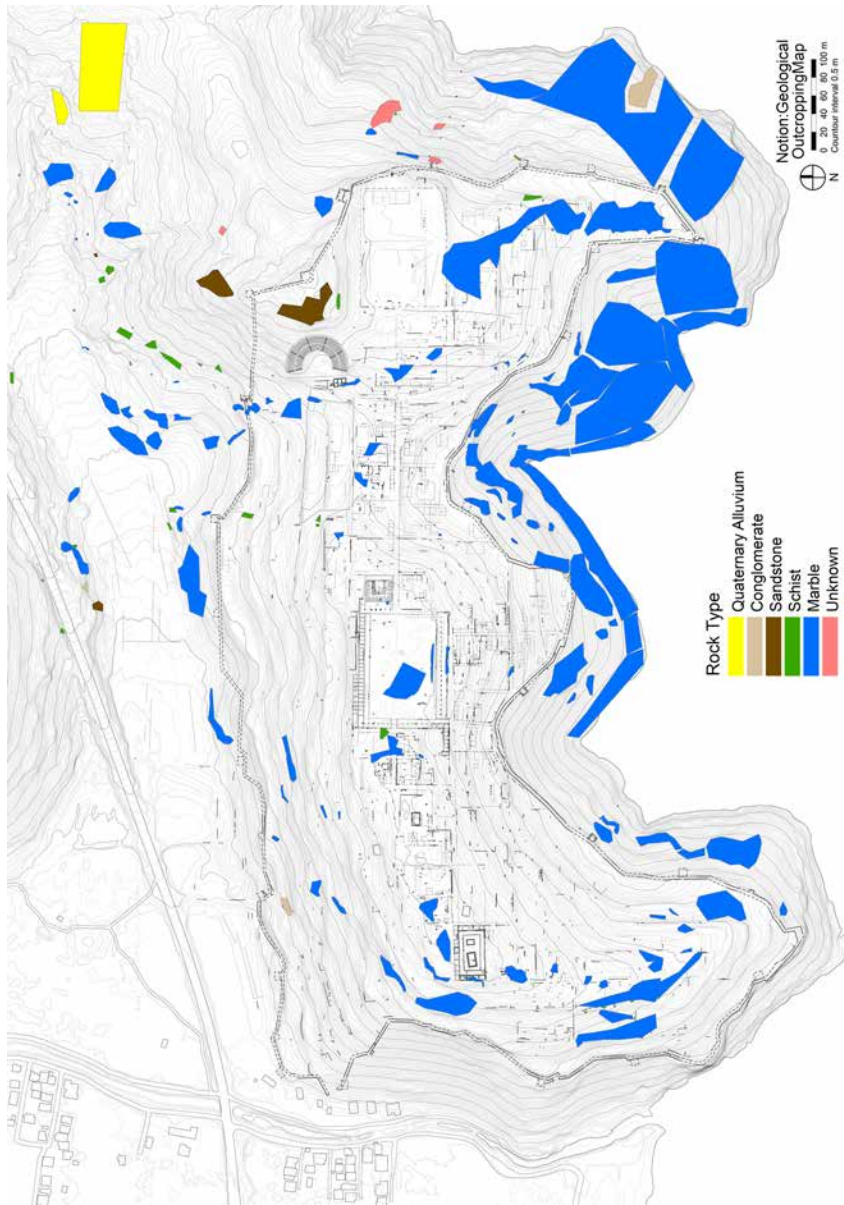 Notion:Geological
OutcroppingMap
0 20 40 60 80 100 m
Countour interval 0.5 m
N
Rock Type
Quaternary Alluvium
Conglomerate
Sandstone
Schist
Marble
Unknown